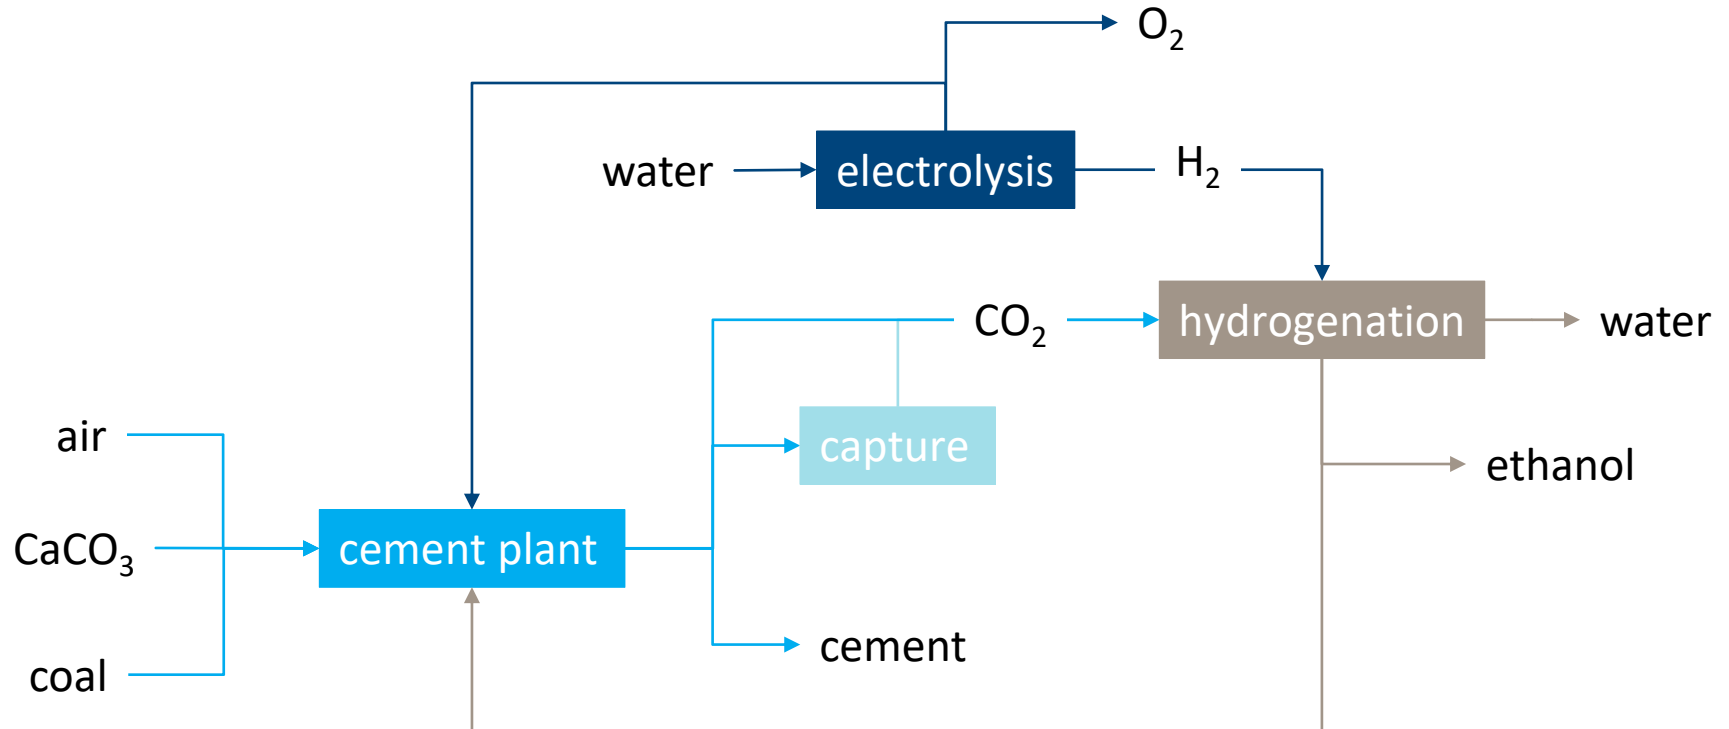 O₂
water
electrolysis
H₂
CO₂
hydrogenation
water
air
capture
ethanol
CaCO₃
cement plant
cement
coal